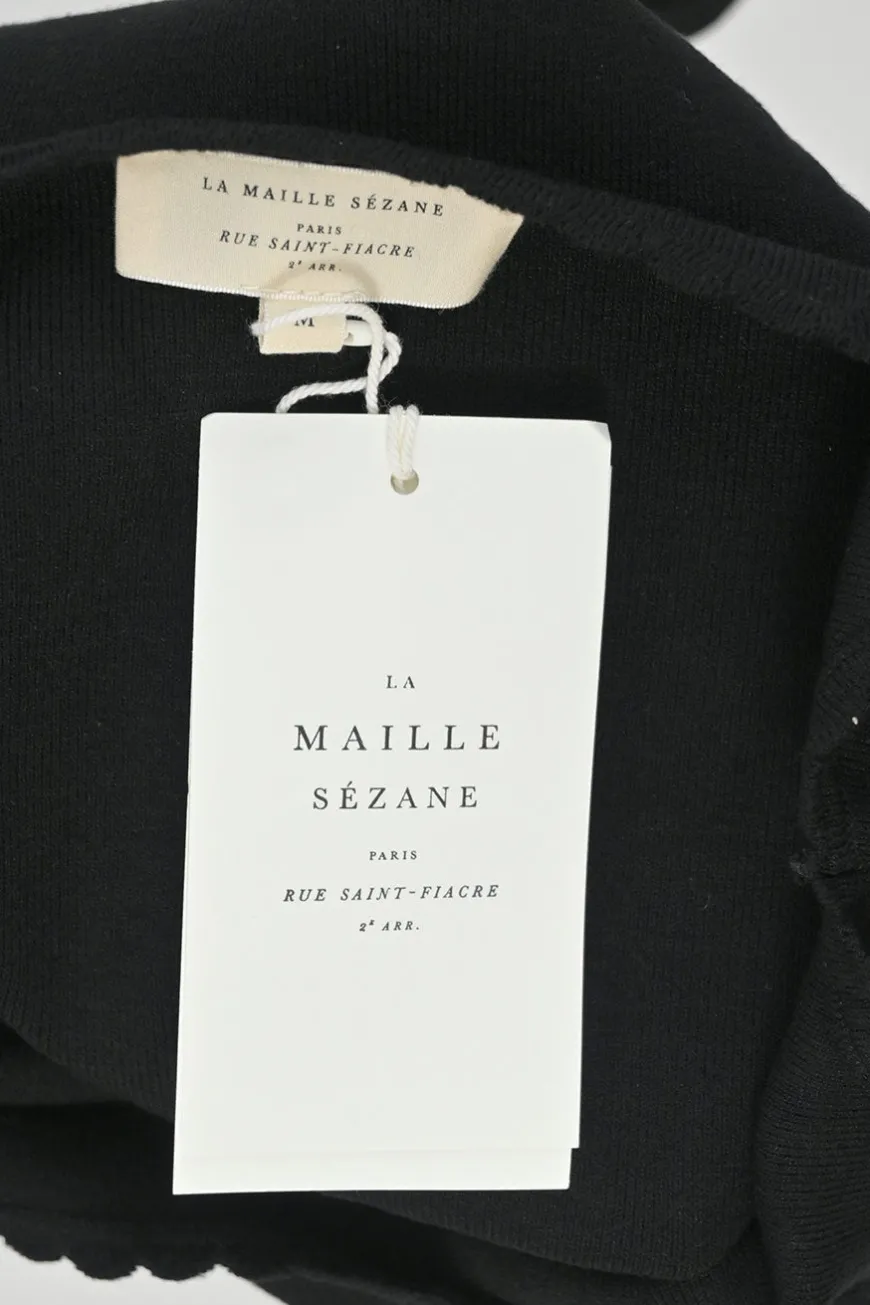 LA MAILLE SÉZANE
PARIS
RUE SAINT-FIACRE
2ᴱ ARR.
M
LA
MAILLE
SÉZANE
PARIS
RUE SAINT-FIACRE
2ᴱ ARR.